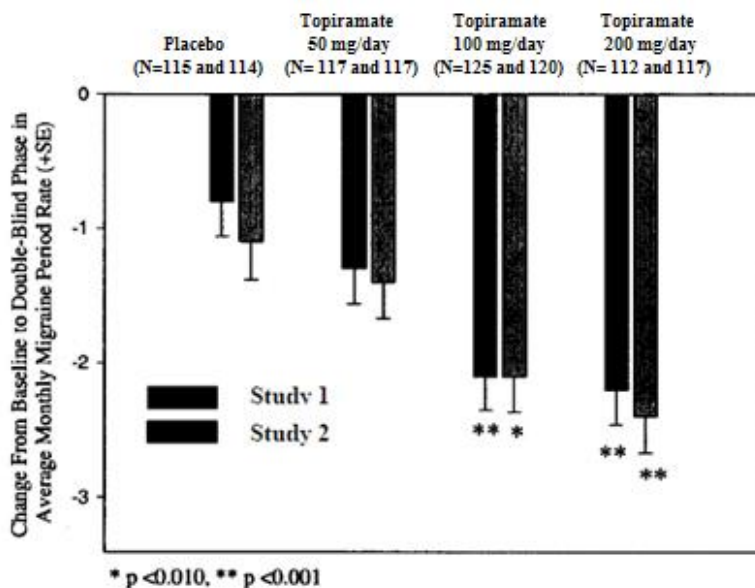 Placebo
(N=115 and 114)
Topiramate
50 mg/day
(N= 117 and 117)
Topiramate
100 mg/day
(N=125 and 120)
Topiramate
200 mg/day
(N= 112 and 117)
Change From Baseline to Double-Blind Phase in
Average Monthly Migraine Period Rate (+SE)
0
-1
-2
-3
Study 1
Study 2
** *
** **
* p <0.010, ** p <0.001